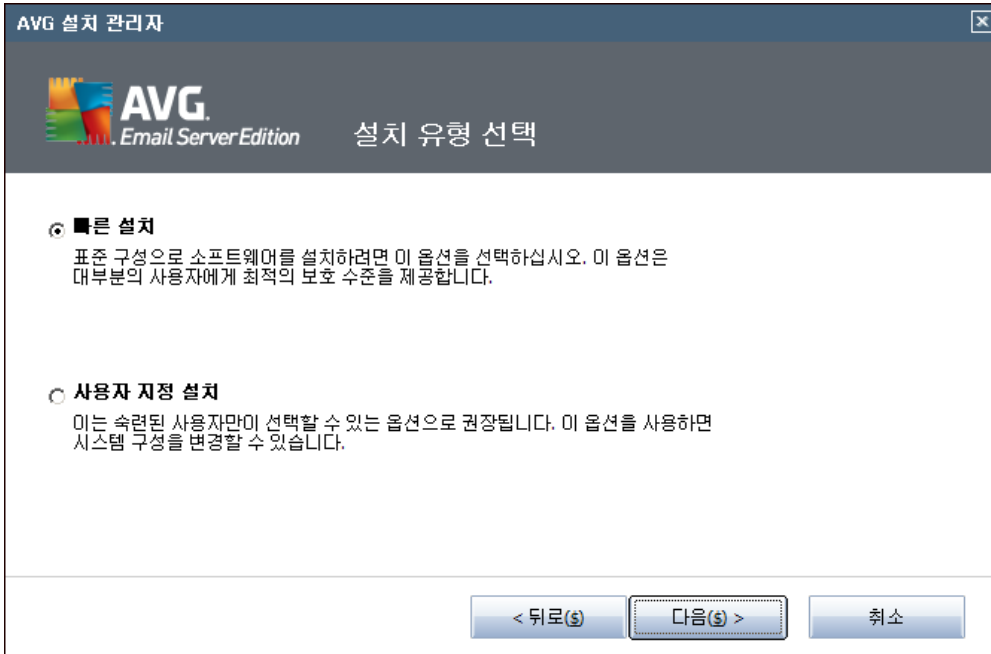 AVG 설치 관리자
AVG.
Email Server Edition
설치 유형 선택
빠른 설치
표준 구성으로 소프트웨어를 설치하려면 이 옵션을 선택하십시오. 이 옵션은
대부분의 사용자에게 최적의 보호 수준을 제공합니다.
사용자 지정 설치
이는 숙련된 사용자만이 선택할 수 있는 옵션으로 권장됩니다. 이 옵션을 사용하면
시스템 구성을 변경할 수 있습니다.
< 뒤로($)
다음($) >
취소